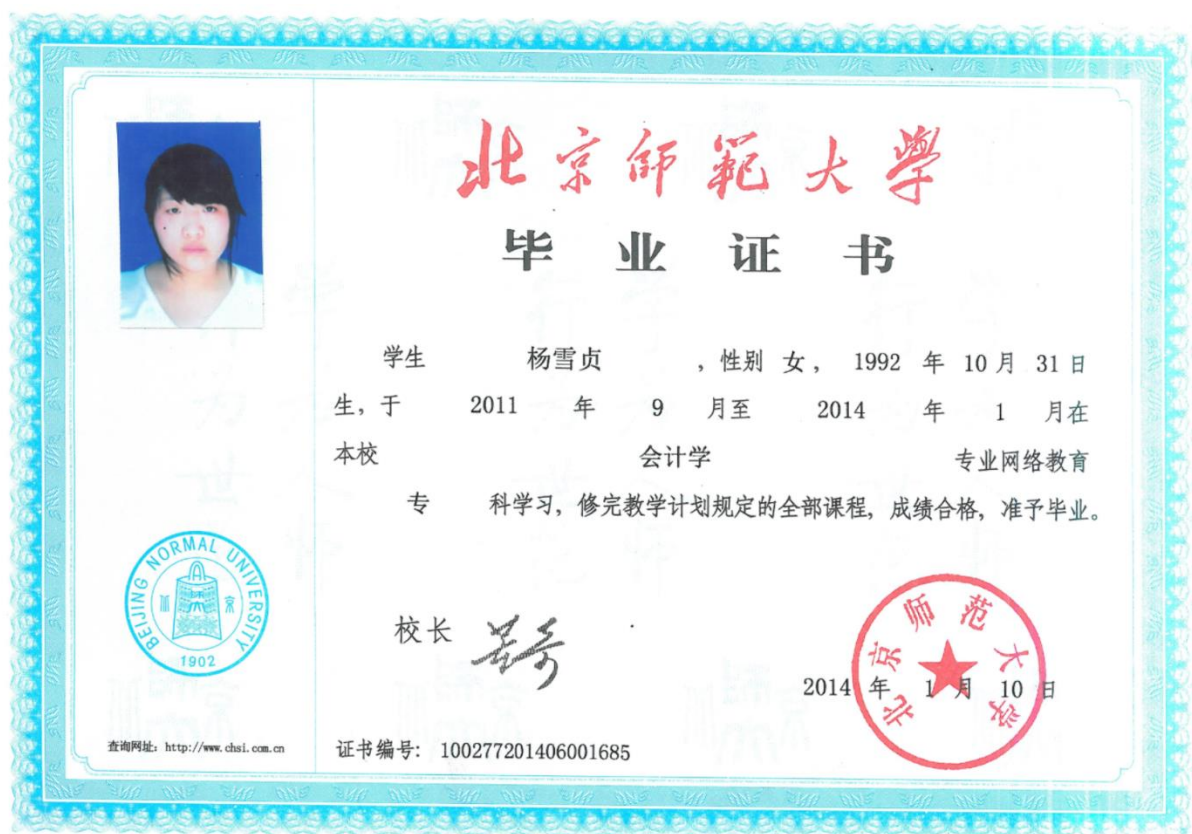 北京師範大學
毕业证书
学生 杨雪贞 ，性别 女， 1992 年 10 月 31 日
生，于 2011 年 9 月至 2014 年 1 月在
本校 会计学 专业网络教育
专 科学习，修完教学计划规定的全部课程，成绩合格，准予毕业。
BEIJING NORMAL UNIVERSITY
京
1902
校长
北京师范大学
2014 年 1 月 10 日
查询网址：http://www.chsi.com.cn
证书编号：100277201406001685